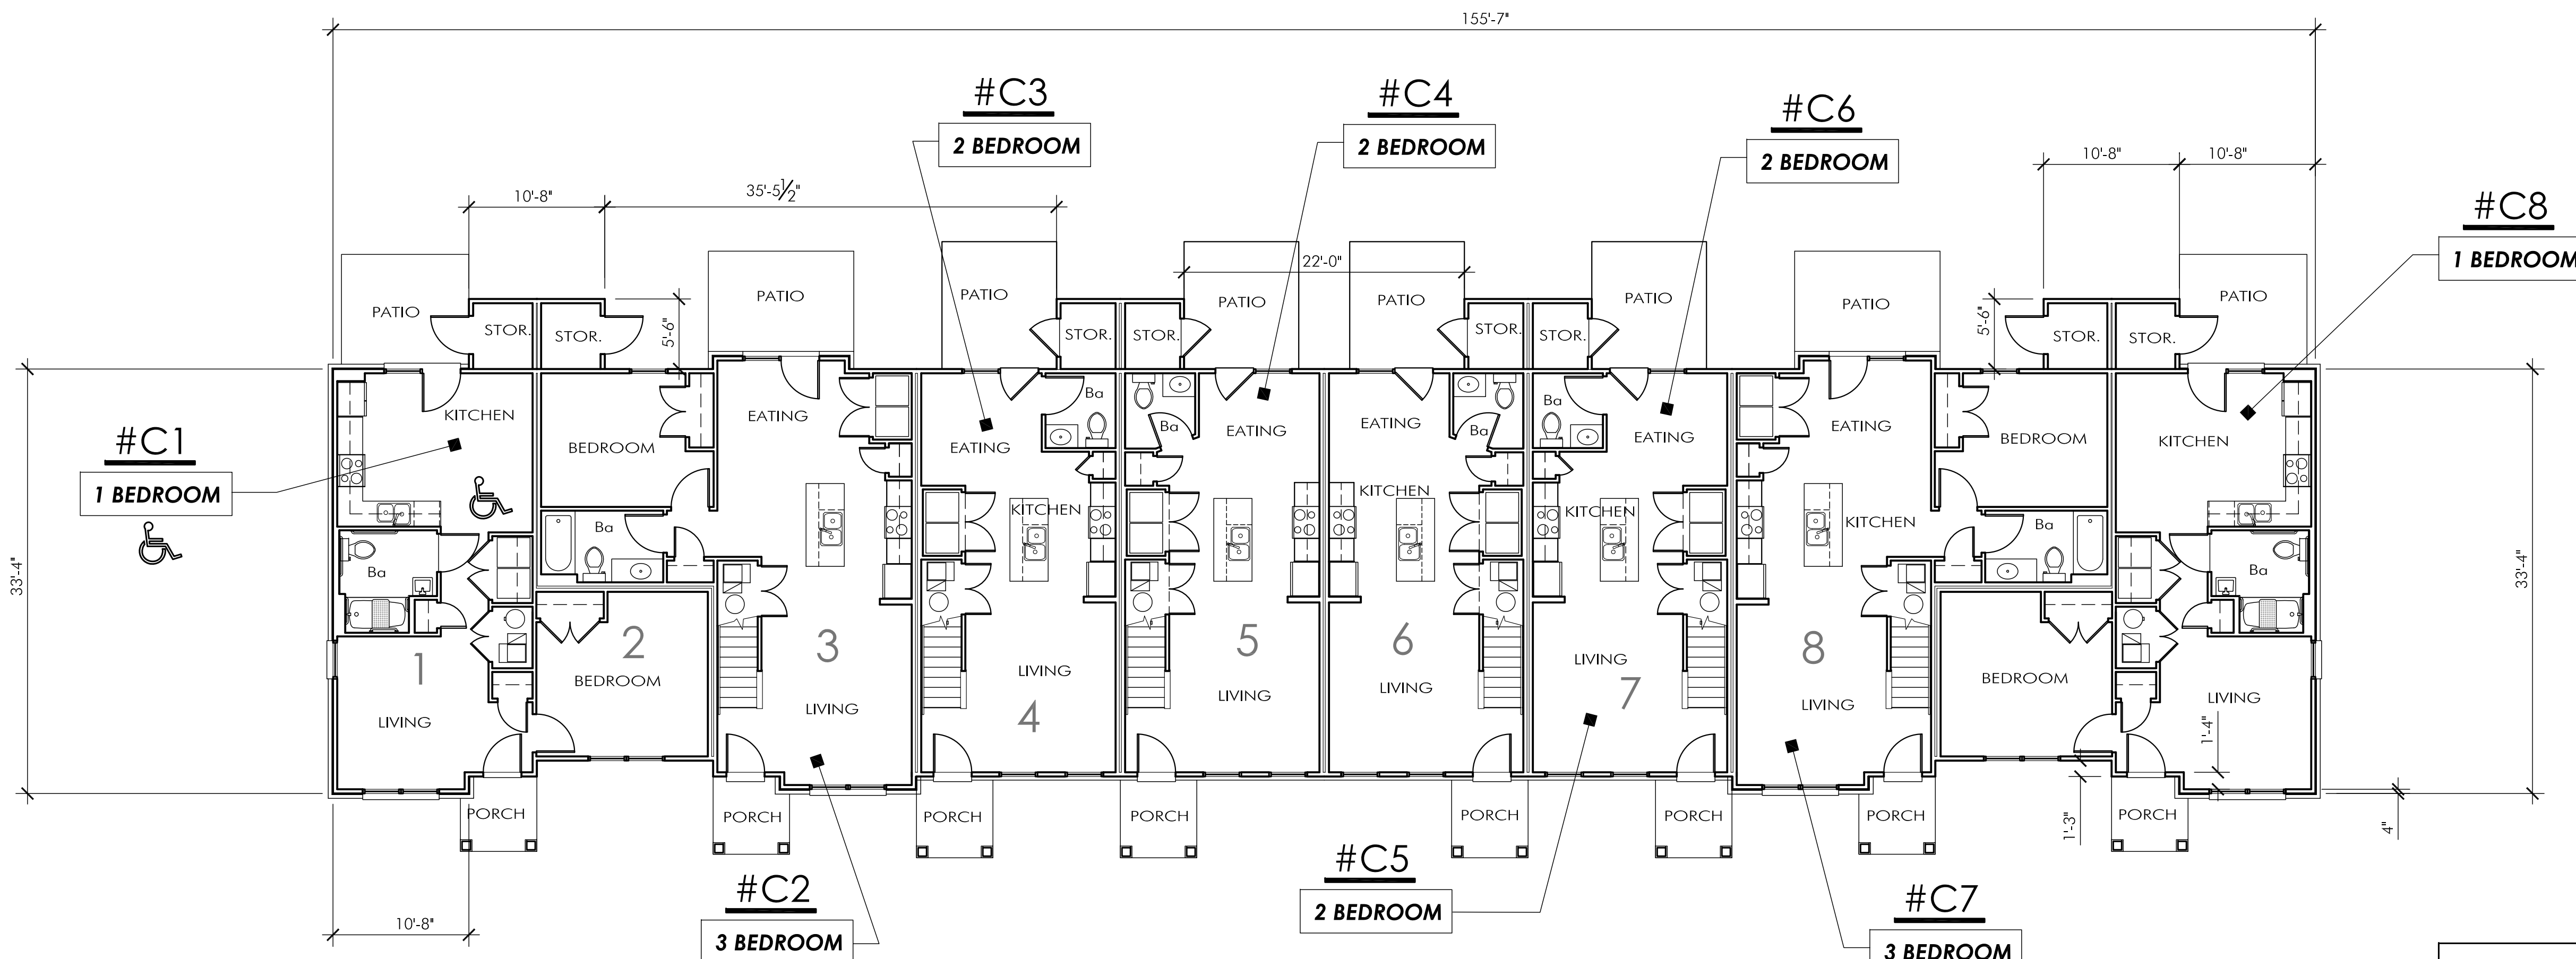 155'-7"
#C3
2 BEDROOM
#C4
2 BEDROOM
#C6
2 BEDROOM
10'-8"
10'-8"
#C8
1 BEDROOM
10'-8"
35'-5 1/2"
22'-0"
PATIO
PATIO
PATIO
PATIO
PATIO
PATIO
PATIO
PATIO
STOR.
STOR.
5'-6"
STOR.
STOR.
STOR.
STOR.
5'-6"
STOR.
STOR.
#C1
1 BEDROOM
33'-4"
KITCHEN
BEDROOM
EATING
EATING
Ba
Ba
EATING
EATING
Ba
Ba
EATING
EATING
BEDROOM
KITCHEN
33'-4"
Ba
Ba
KITCHEN
KITCHEN
KITCHEN
KITCHEN
Ba
Ba
1
2
3
4
5
6
7
8
LIVING
BEDROOM
LIVING
LIVING
LIVING
LIVING
LIVING
LIVING
BEDROOM
LIVING
1'-4"
1'-3"
4"
PORCH
PORCH
PORCH
PORCH
PORCH
PORCH
PORCH
PORCH
10'-8"
#C2
3 BEDROOM
#C5
2 BEDROOM
#C7
3 BEDROOM